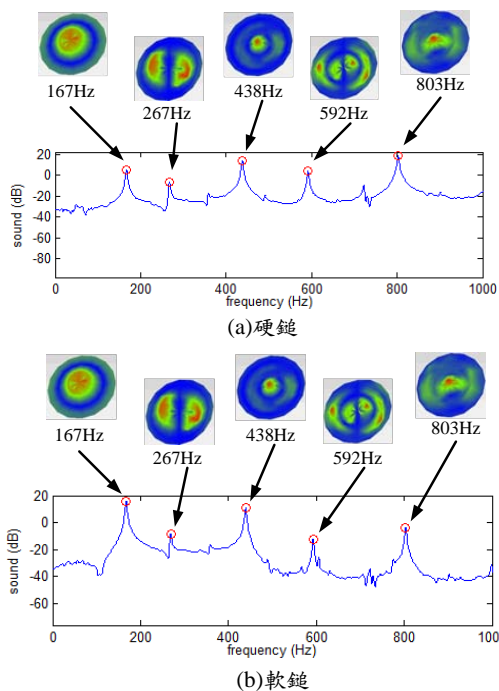 167Hz
267Hz
438Hz
592Hz
803Hz
20
0
-20
-40
-60
-80
sound (dB)
0 200 400 600 800 1000
frequency (Hz)
(a)硬鎚
167Hz
267Hz
438Hz
592Hz
803Hz
20
0
-20
-40
-60
sound (dB)
0 200 400 600 800 1000
frequency (Hz)
(b)軟鎚